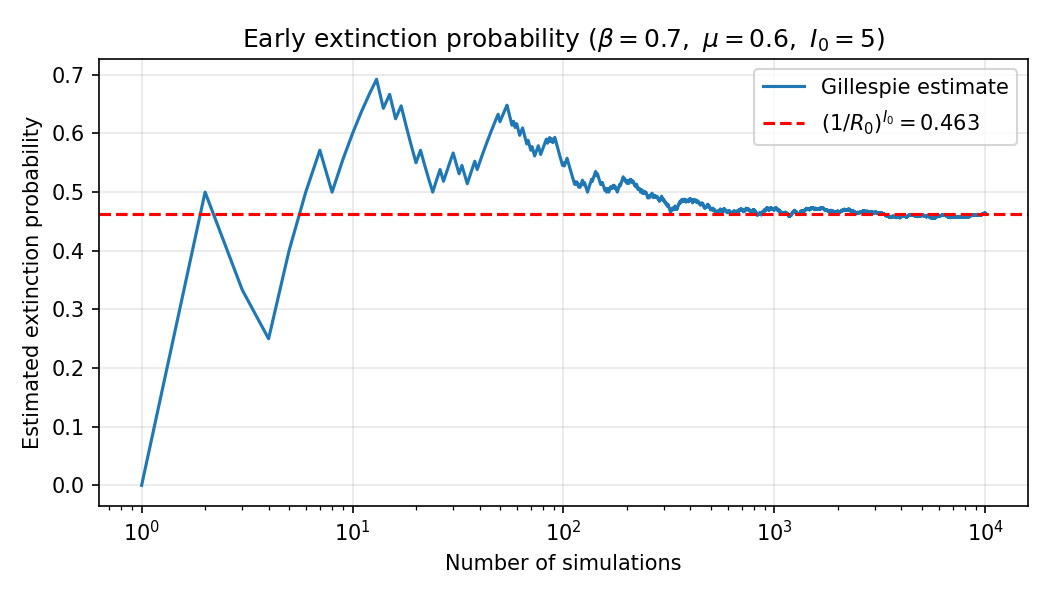 Early extinction probability (β = 0.7, μ = 0.6, I₀ = 5)
Gillespie estimate
(1/R₀)^{I₀} = 0.463
Estimated extinction probability
0.7
0.6
0.5
0.4
0.3
0.2
0.1
0.0
10⁰
10¹
10²
10³
10⁴
Number of simulations